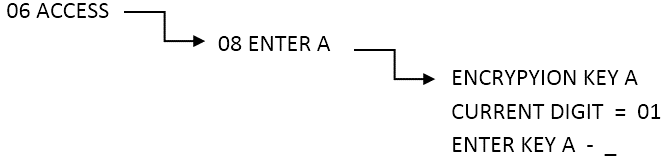 06 ACCESS
08 ENTER A
ENCRYPYION KEY A
CURRENT DIGIT = 01
ENTER KEY A - _